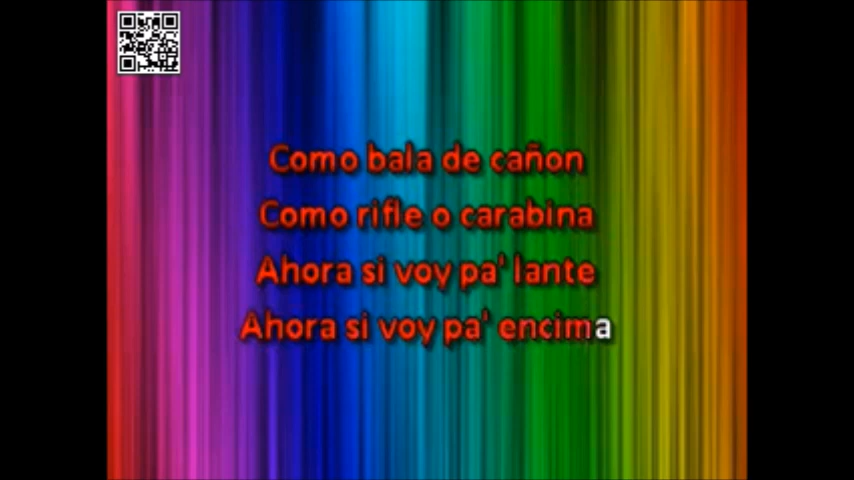 Como bala de cañon
Como rifle o carabina
Ahora si voy pa' lante
Ahora si voy pa' encima